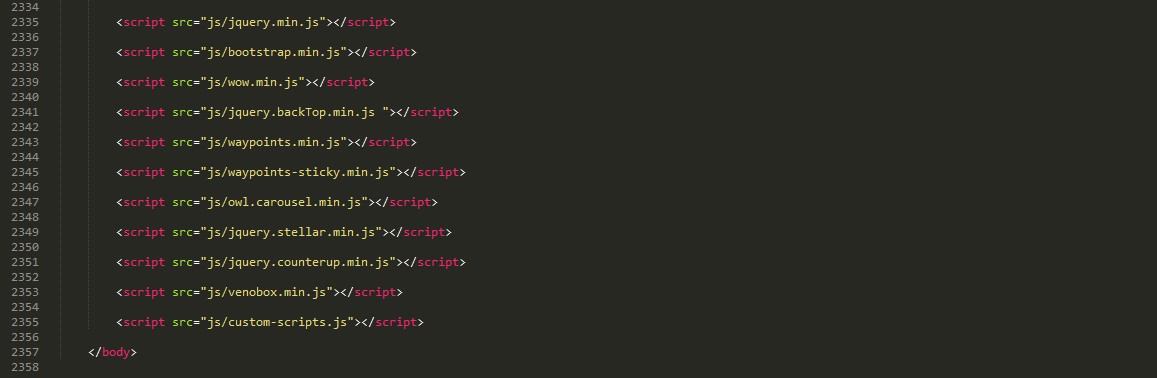 2334
2335 <script src="js/jquery.min.js"></script>
2336
2337 <script src="js/bootstrap.min.js"></script>
2338
2339 <script src="js/wow.min.js"></script>
2340
2341 <script src="js/jquery.backTop.min.js "></script>
2342
2343 <script src="js/waypoints.min.js"></script>
2344
2345 <script src="js/waypoints-sticky.min.js"></script>
2346
2347 <script src="js/owl.carousel.min.js"></script>
2348
2349 <script src="js/jquery.stellar.min.js"></script>
2350
2351 <script src="js/jquery.counterup.min.js"></script>
2352
2353 <script src="js/venobox.min.js"></script>
2354
2355 <script src="js/custom-scripts.js"></script>
2356
2357 </body>
2358